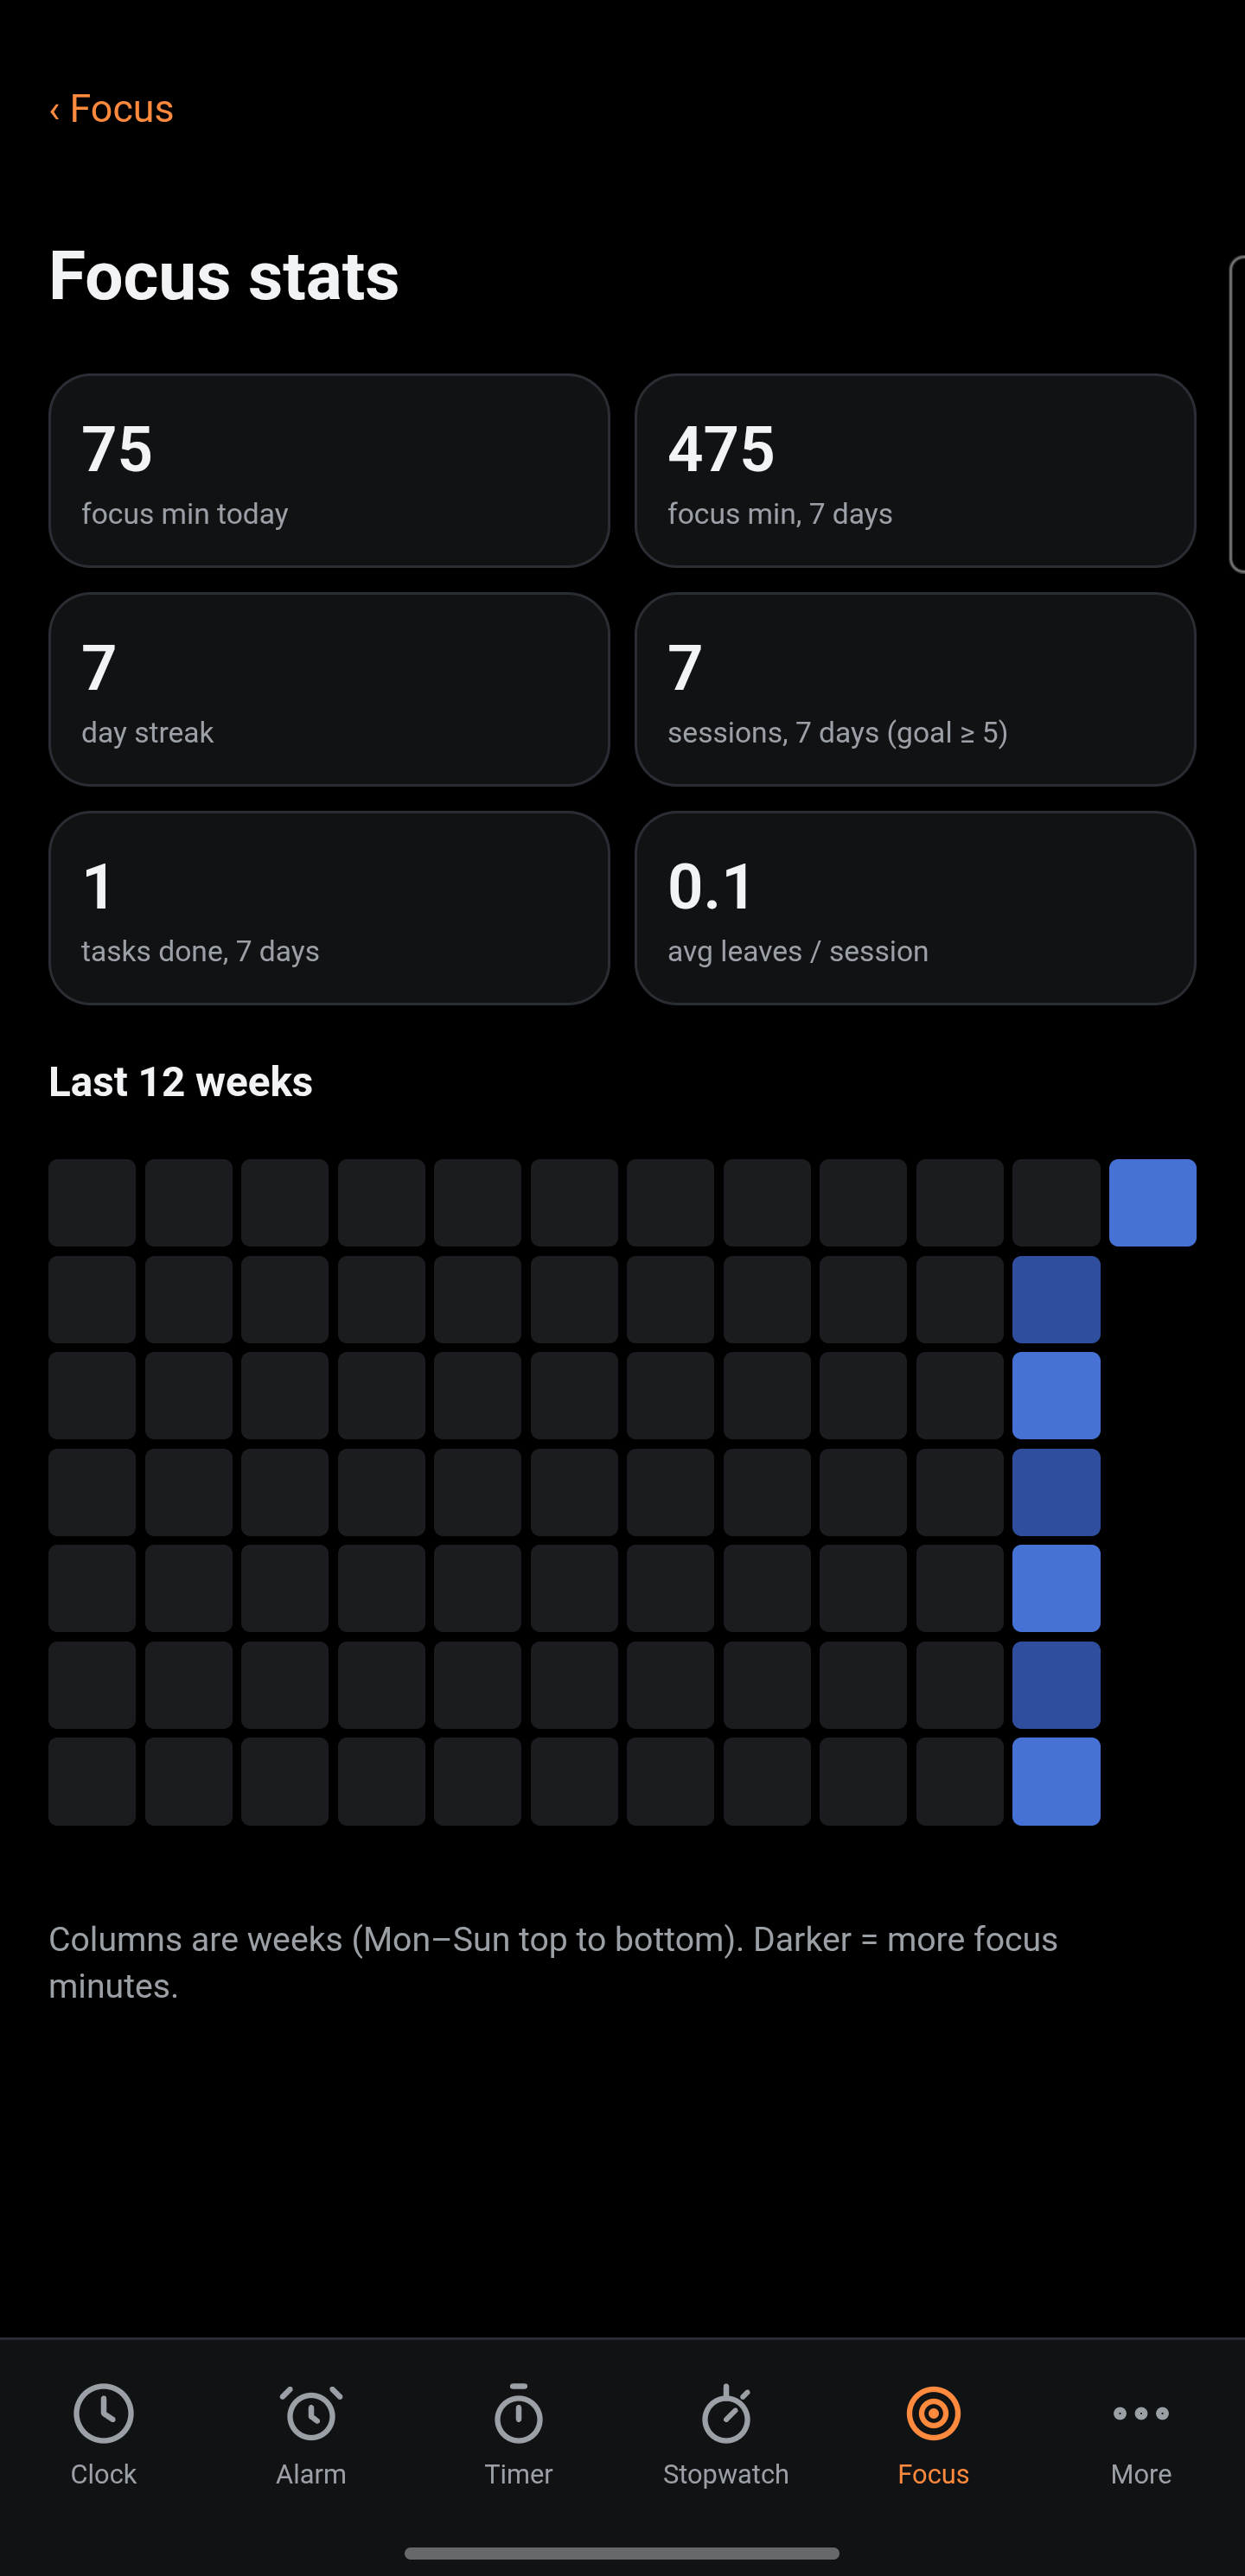 ‹ Focus
Focus stats
75
focus min today
475
focus min, 7 days
7
day streak
7
sessions, 7 days (goal ≥ 5)
1
tasks done, 7 days
0.1
avg leaves / session
Last 12 weeks
Columns are weeks (Mon–Sun top to bottom). Darker = more focus
minutes.
Clock
Alarm
Timer
Stopwatch
Focus
More